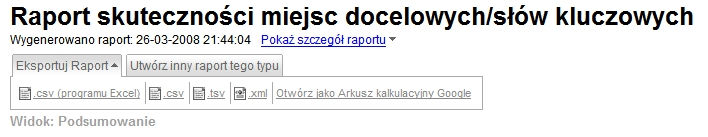 Raport skuteczności miejsc docelowych/słów kluczowych
Wygenerowano raport: 26-03-2008 21:44:04 Pokaż szczegół raportu
Eksportuj Raport Utwórz inny raport tego typu
.csv (programu Excel) .csv .tsv .xml Otwórz jako Arkusz kalkulacyjny Google
Widok: Podsumowanie